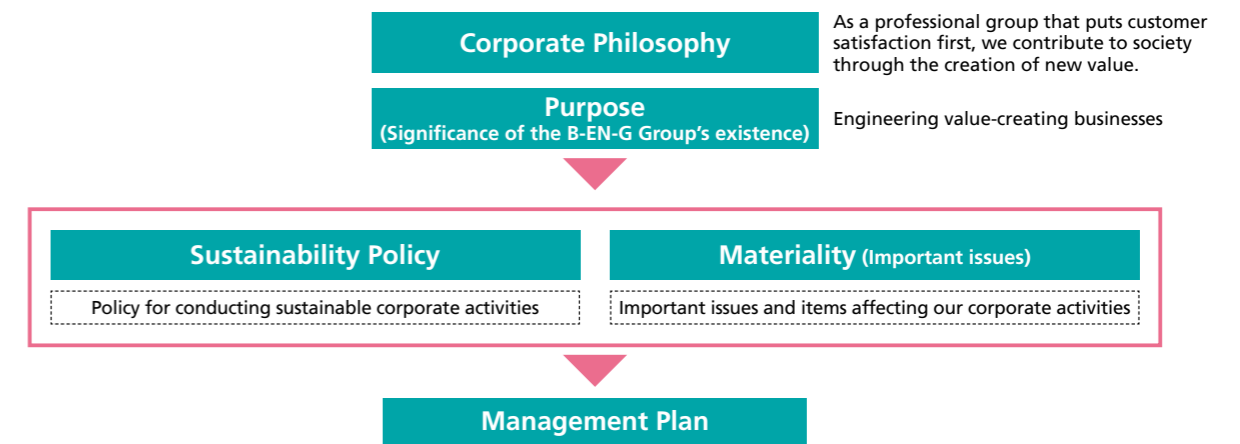 Corporate Philosophy
As a professional group that puts customer
satisfaction first, we contribute to society
through the creation of new value.
Purpose
(Significance of the B-EN-G Group’s existence)
Engineering value-creating businesses
Sustainability Policy
Policy for conducting sustainable corporate activities
Materiality (Important issues)
Important issues and items affecting our corporate activities
Management Plan